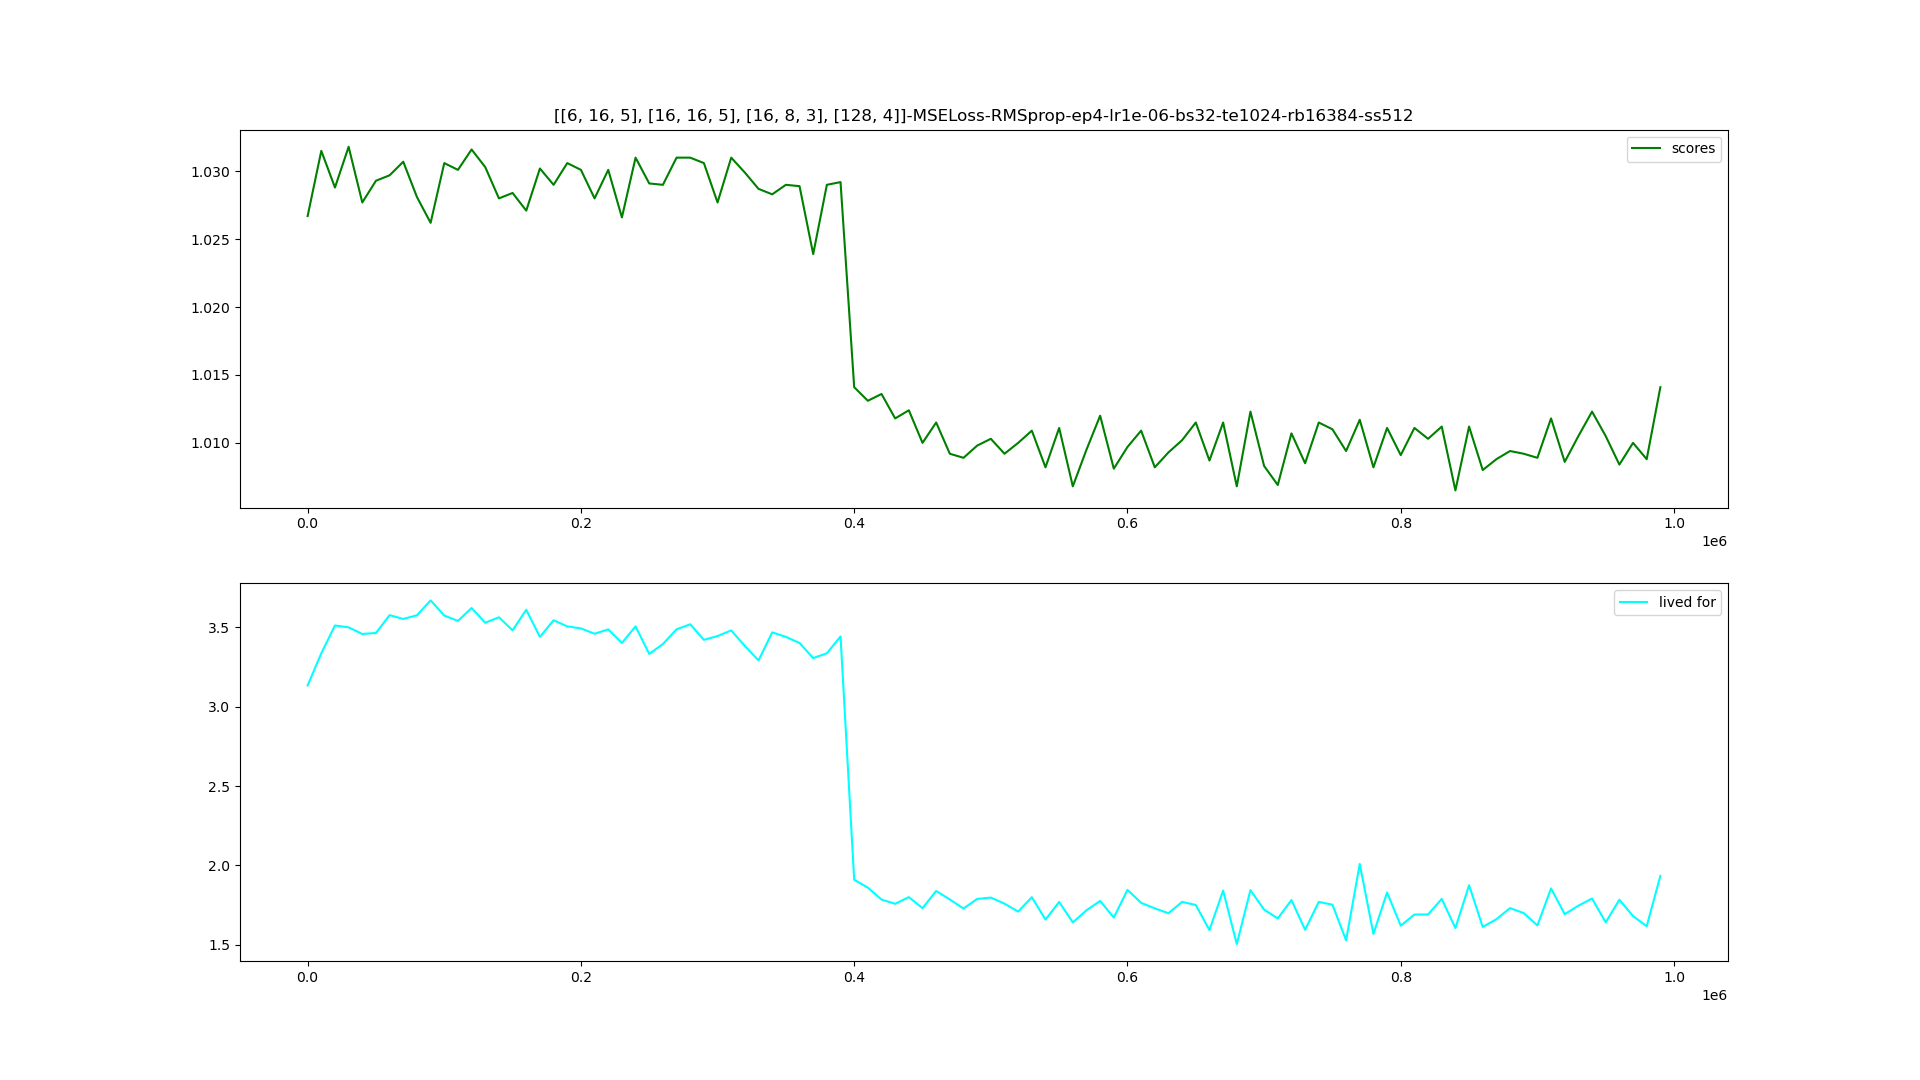 [[6, 16, 5], [16, 16, 5], [16, 8, 3], [128, 4]]-MSELoss-RMSprop-ep4-lr1e-06-bs32-te1024-rb16384-ss512
scores
1.030
1.025
1.020
1.015
1.010
0.0 0.2 0.4 0.6 0.8 1.0
1e6
lived for
3.5
3.0
2.5
2.0
1.5
0.0 0.2 0.4 0.6 0.8 1.0
1e6